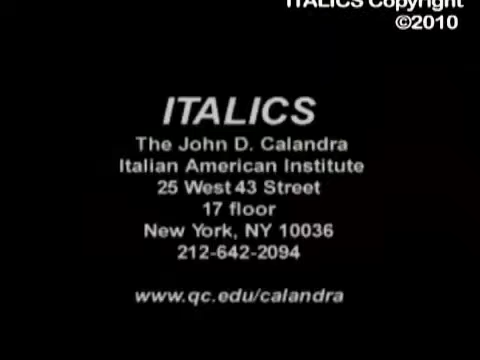 ITALICS Copyright
©2010
ITALICS
The John D. Calandra
Italian American Institute
25 West 43 Street
17 floor
New York, NY 10036
212-642-2094
www.qc.edu/calandra